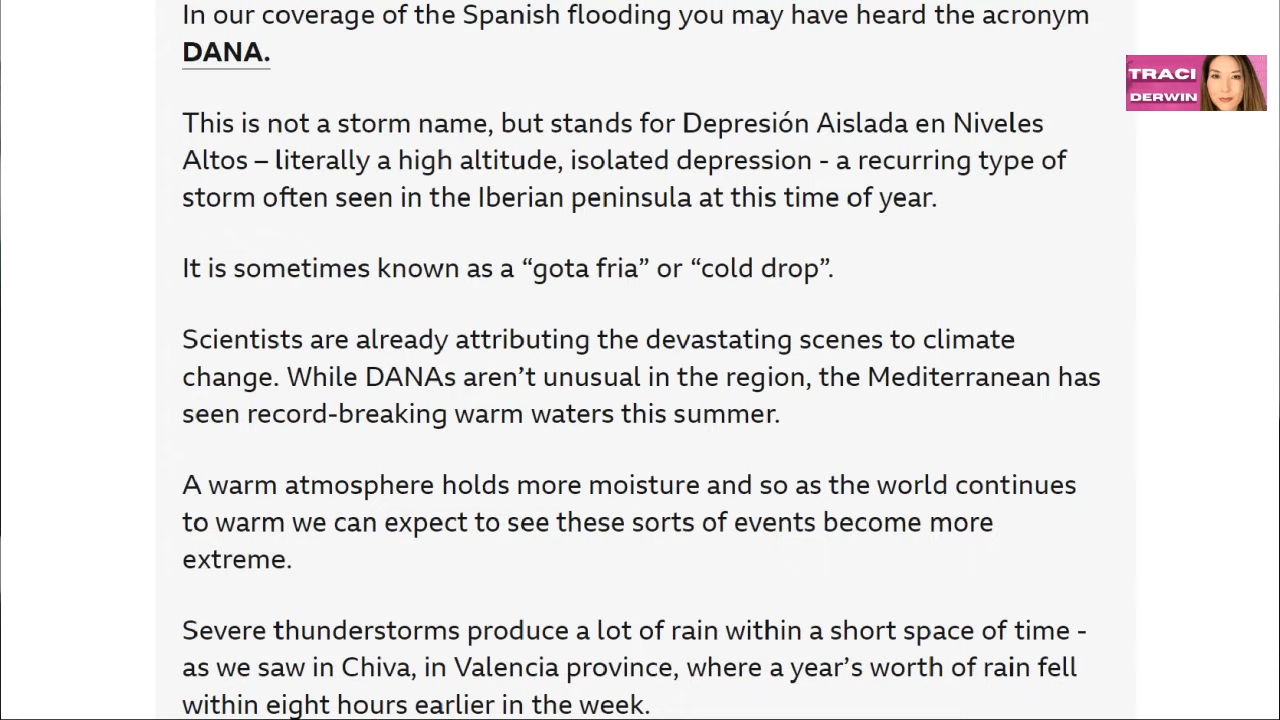 In our coverage of the Spanish flooding you may have heard the acronym
DANA.
TRACI
DERWIN
This is not a storm name, but stands for Depresión Aislada en Niveles
Altos – literally a high altitude, isolated depression - a recurring type of
storm often seen in the Iberian peninsula at this time of year.
It is sometimes known as a “gota fria” or “cold drop”.
Scientists are already attributing the devastating scenes to climate
change. While DANAs aren’t unusual in the region, the Mediterranean has
seen record-breaking warm waters this summer.
A warm atmosphere holds more moisture and so as the world continues
to warm we can expect to see these sorts of events become more
extreme.
Severe thunderstorms produce a lot of rain within a short space of time -
as we saw in Chiva, in Valencia province, where a year’s worth of rain fell
within eight hours earlier in the week.